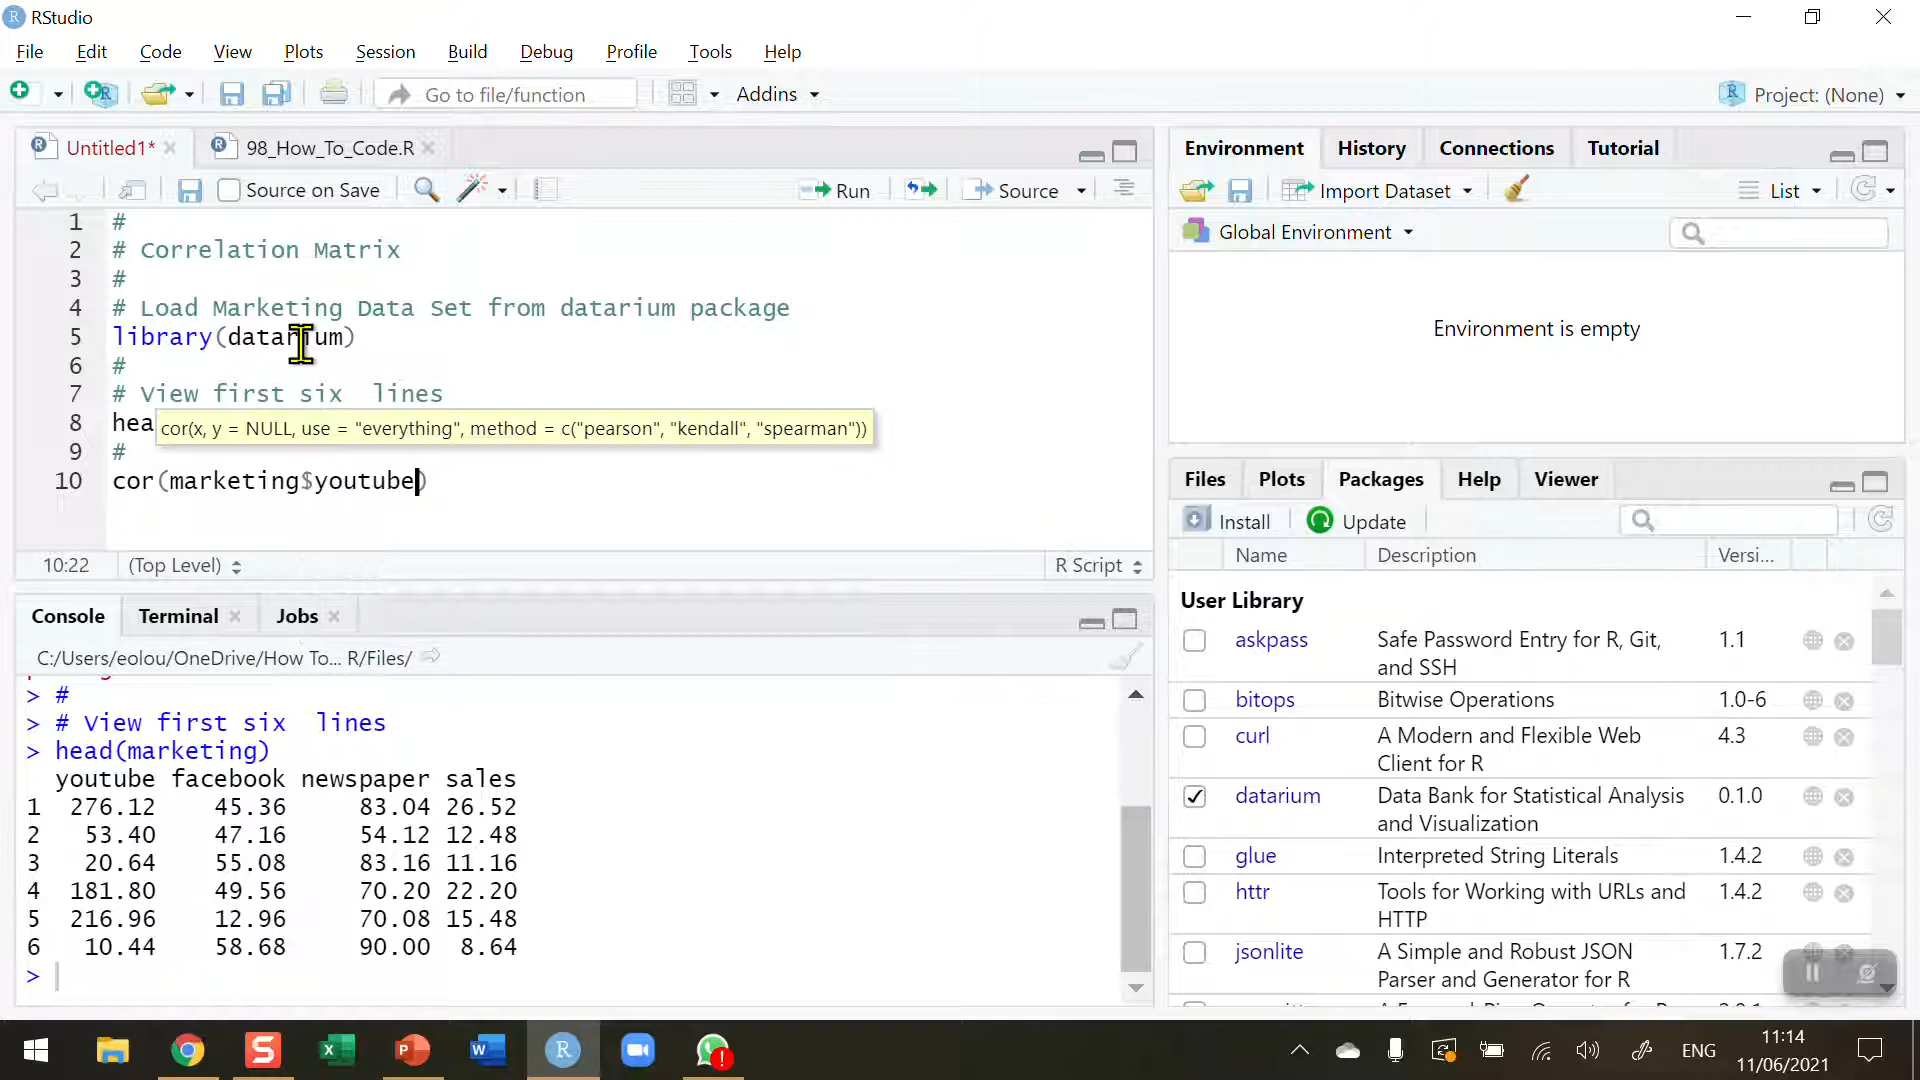 RStudio
File Edit Code View Plots Session Build Debug Profile Tools Help
Go to file/function Addins Project: (None)
Untitled1* 98_How_To_Code.R
Source on Save Run Source
1 #
2 # Correlation Matrix
3 #
4 # Load Marketing Data Set from datarium package
5 library(datarium)
6 #
7 # View first six  lines
8 hea
cor(x, y = NULL, use = "everything", method = c("pearson", "kendall", "spearman"))
9 #
10 cor(marketing$youtube)
10:22 (Top Level) R Script
Console Terminal Jobs
C:/Users/eolou/OneDrive/How To... R/Files/
> #
> # View first six  lines
> head(marketing)
youtube facebook newspaper sales
1 276.12 45.36 83.04 26.52
2 53.40 47.16 54.12 12.48
3 20.64 55.08 83.16 11.16
4 181.80 49.56 70.20 22.20
5 216.96 12.96 70.08 15.48
6 10.44 58.68 90.00 8.64
>
Environment History Connections Tutorial
Import Dataset List
Global Environment
Environment is empty
Files Plots Packages Help Viewer
Install Update
Name Description Versi...
User Library
askpass Safe Password Entry for R, Git, 1.1
and SSH
bitops Bitwise Operations 1.0-6
curl A Modern and Flexible Web 4.3
Client for R
datarium Data Bank for Statistical Analysis 0.1.0
and Visualization
glue Interpreted String Literals 1.4.2
httr Tools for Working with URLs and 1.4.2
HTTP
jsonlite A Simple and Robust JSON 1.7.2
Parser and Generator for R
ENG
11:14
11/06/2021